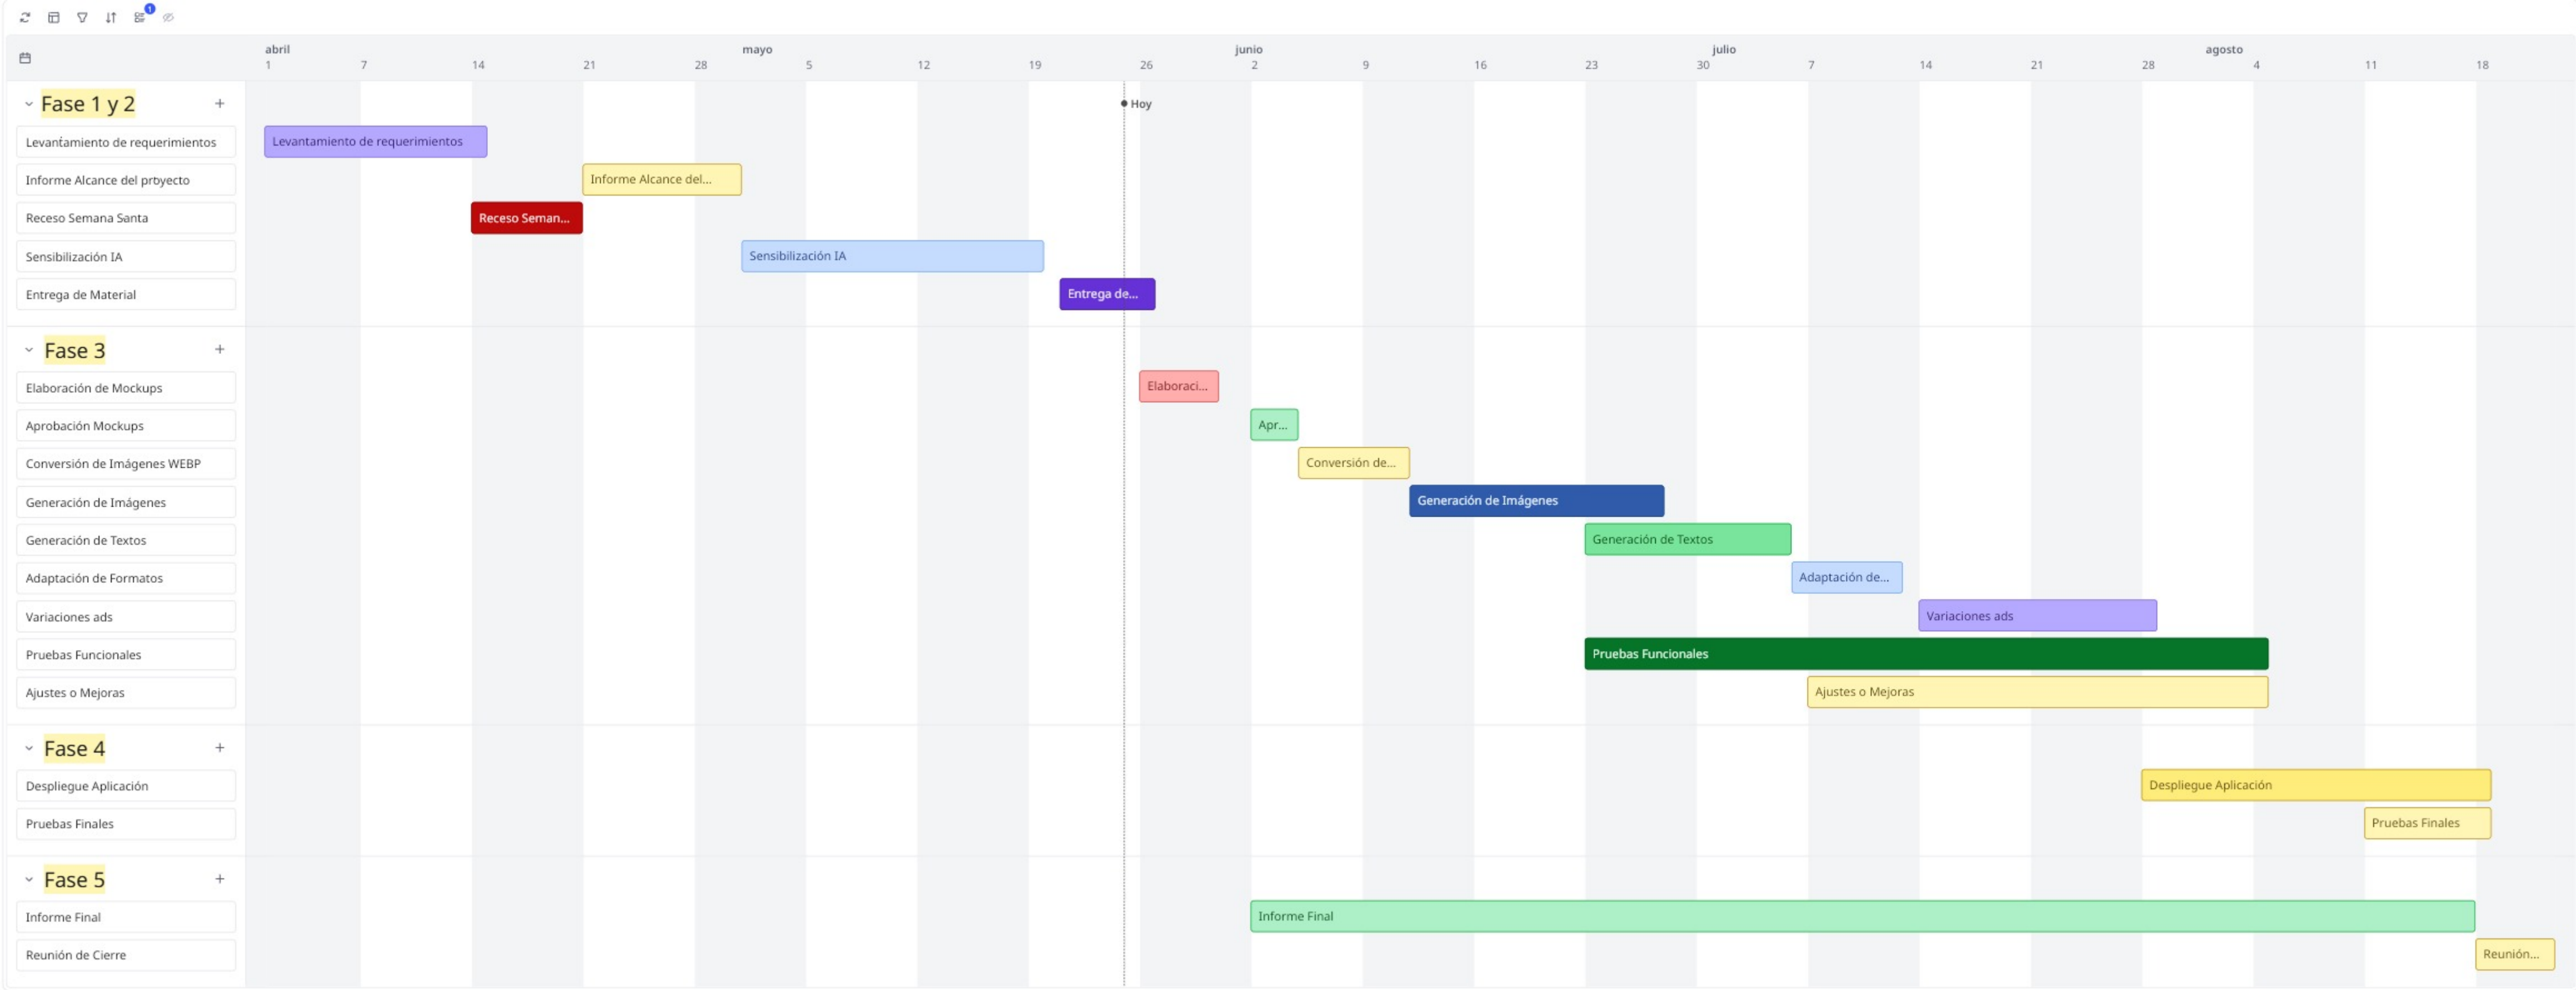 1
abril mayo junio julio agosto
1 7 14 21 28 5 12 19 26 2 9 16 23 30 7 14 21 28 4 11 18
Fase 1 y 2 +
Hoy
Levantamiento de requerimientos Levantamiento de requerimientos
Informe Alcance del proyecto Informe Alcance del...
Receso Semana Santa Receso Seman...
Sensibilización IA Sensibilización IA
Entrega de Material Entrega de...
Fase 3 +
Elaboración de Mockups Elaboraci...
Aprobación Mockups Apr...
Conversión de Imágenes WEBP Conversión de...
Generación de Imágenes Generación de Imágenes
Generación de Textos Generación de Textos
Adaptación de Formatos Adaptación de...
Variaciones ads Variaciones ads
Pruebas Funcionales Pruebas Funcionales
Ajustes o Mejoras Ajustes o Mejoras
Fase 4 +
Despliegue Aplicación Despliegue Aplicación
Pruebas Finales Pruebas Finales
Fase 5 +
Informe Final Informe Final
Reunión de Cierre Reunión...